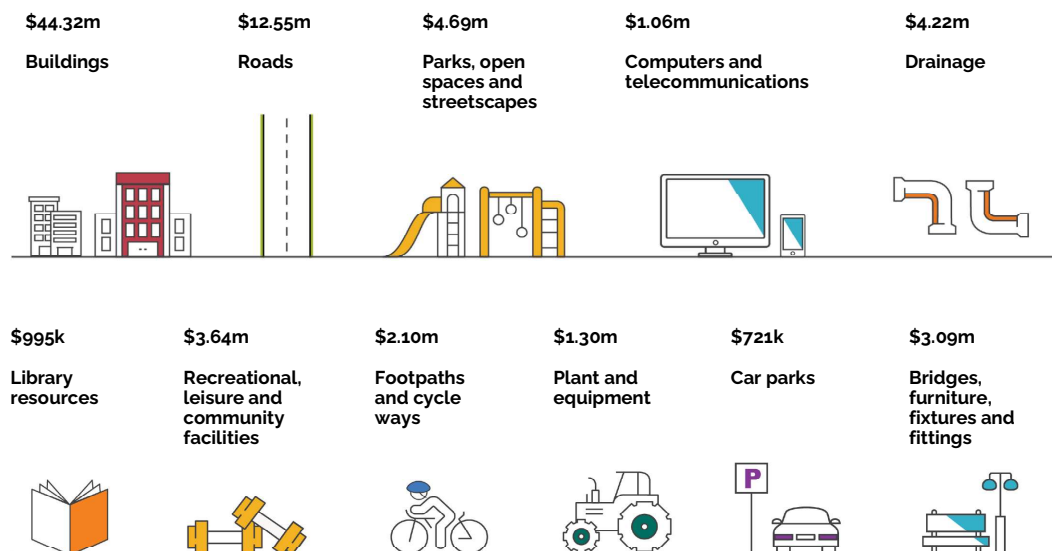 $44.32m
Buildings
$12.55m
Roads
$4.69m
Parks, open
spaces and
streetscapes
$1.06m
Computers and
telecommunications
$4.22m
Drainage
$995k
Library
resources
$3.64m
Recreational,
leisure and
community
facilities
$2.10m
Footpaths
and cycle
ways
$1.30m
Plant and
equipment
$721k
Car parks
P
$3.09m
Bridges,
furniture,
fixtures and
fittings